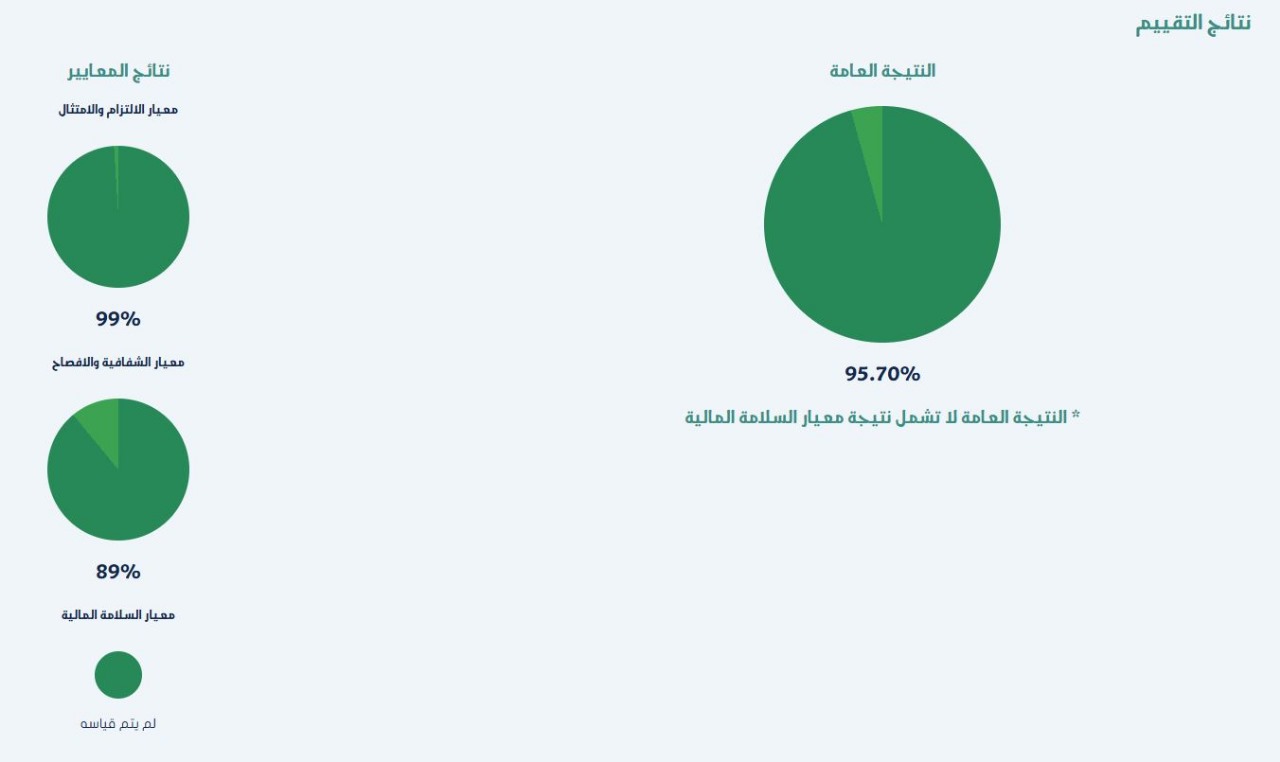 نتائج التقييم
النتيجة العامة
95.70%
* النتيجة العامة لا تشمل نتيجة معيار السلامة المالية
نتائج المعايير
معيار الالتزام والامتثال
99%
معيار الشفافية والافصاح
89%
معيار السلامة المالية
لم يتم قياسه